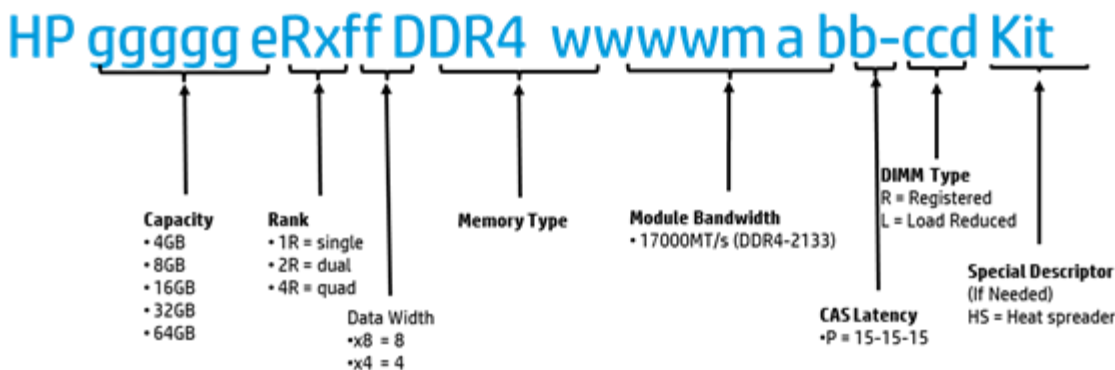 HP ggggg eRxff DDR4 wwwwm a bb-ccd Kit
Capacity
• 4GB
• 8GB
• 16GB
• 32GB
• 64GB
Rank
• 1R = single
• 2R = dual
• 4R = quad
Data Width
•x8 = 8
•x4 = 4
Memory Type
Module Bandwidth
• 17000MT/s (DDR4-2133)
CAS Latency
•P = 15-15-15
DIMM Type
R = Registered
L = Load Reduced
Special Descriptor
(If Needed)
HS = Heat spreader